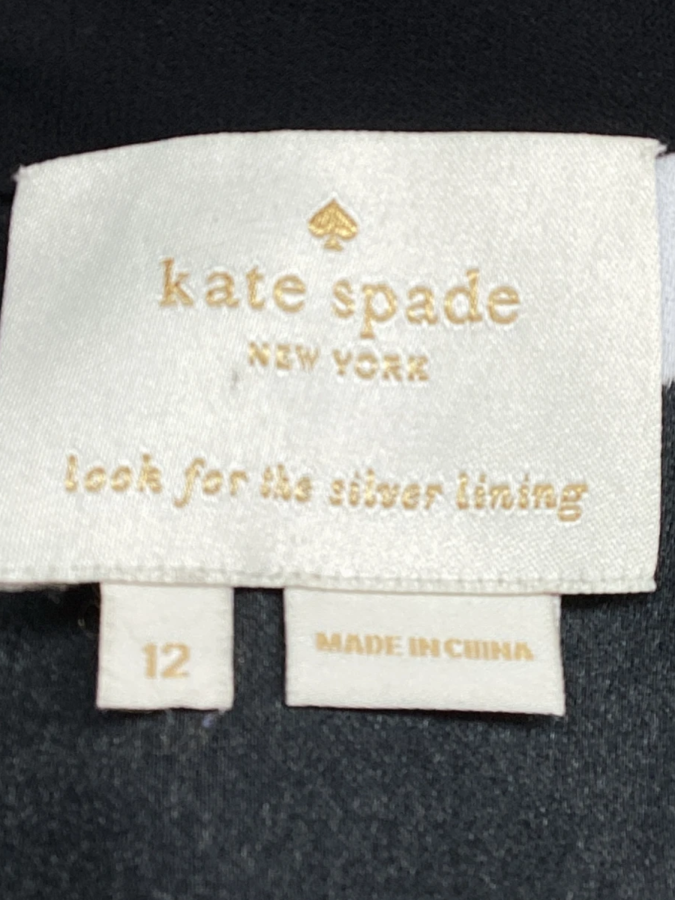 kate spade
NEW YORK
look for the silver lining
12
MADE IN CHINA